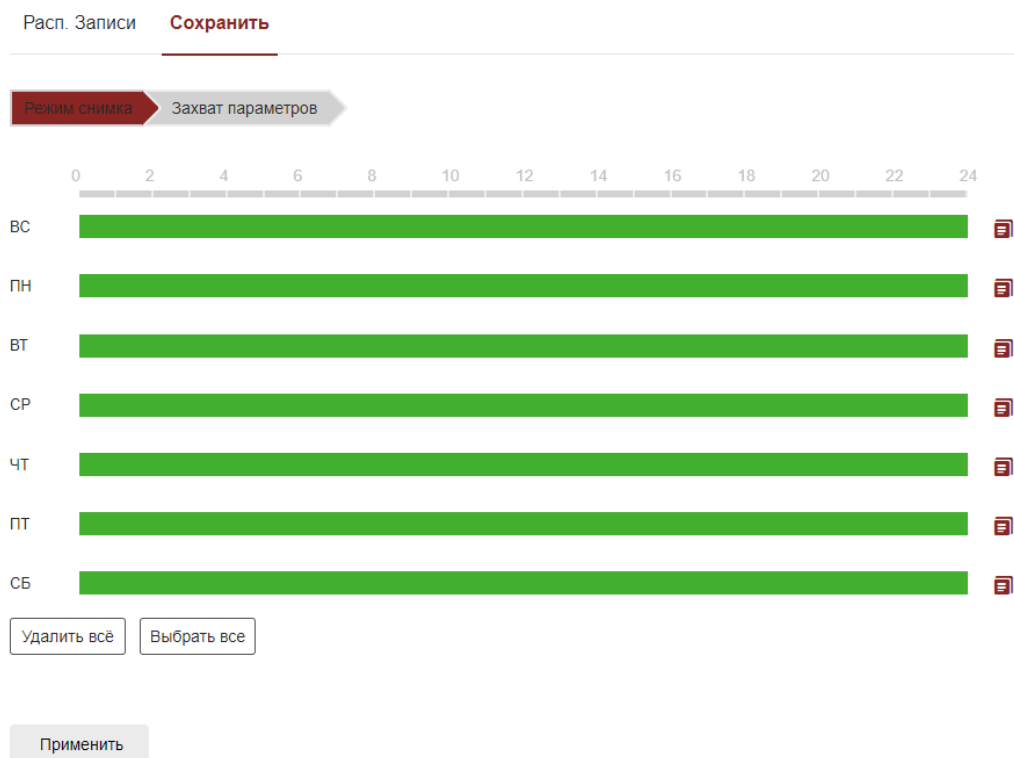 Расп. Записи Сохранить
Режим снимка Захват параметров
0 2 4 6 8 10 12 14 16 18 20 22 24
ВС
ПН
ВТ
СР
ЧТ
ПТ
СБ
Удалить всё Выбрать все
Применить